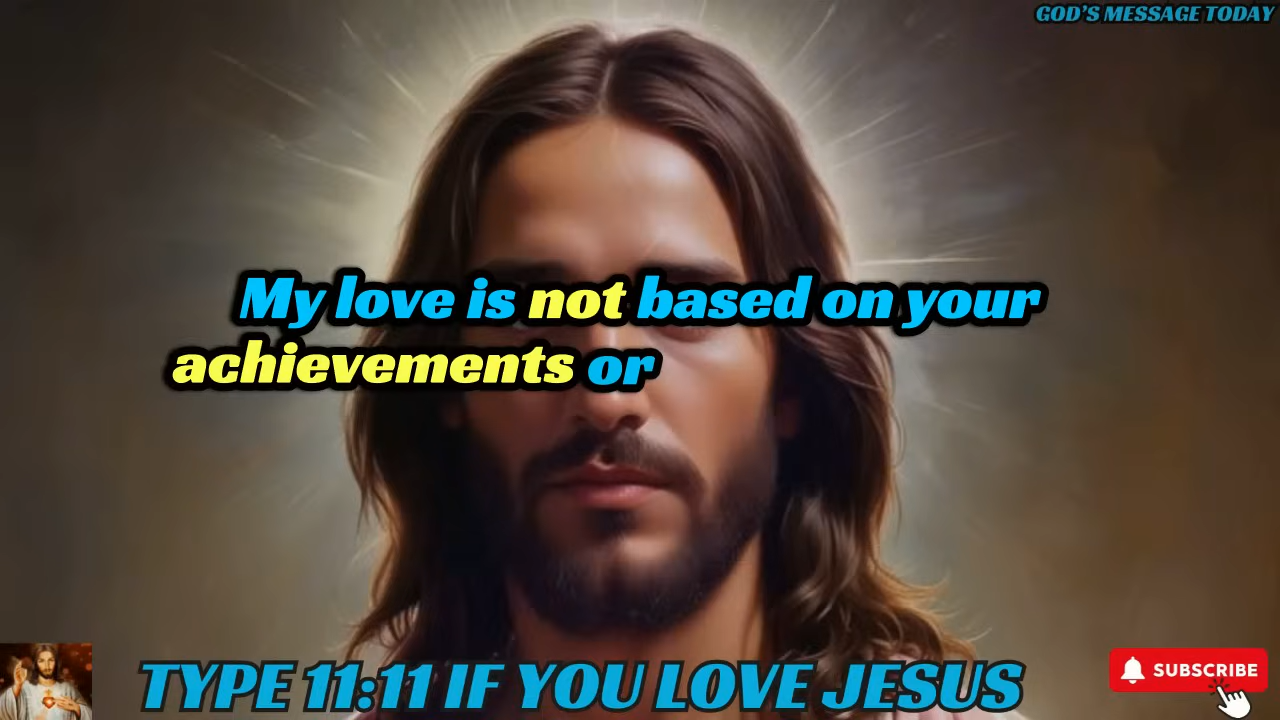 GOD'S MESSAGE TODAY
My love is not based on your
achievements or
TYPE 11:11 IF YOU LOVE JESUS
SUBSCRIBE